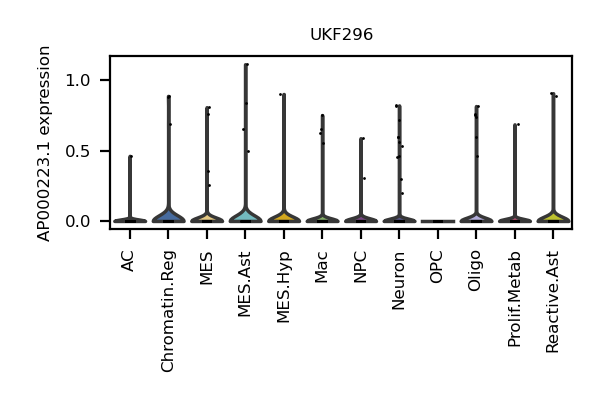 UKF296
AP000223.1 expression
1.0
0.5
0.0
AC
Chromatin.Reg
MES
MES.Ast
MES.Hyp
Mac
NPC
Neuron
OPC
Oligo
Prolif.Metab
Reactive.Ast